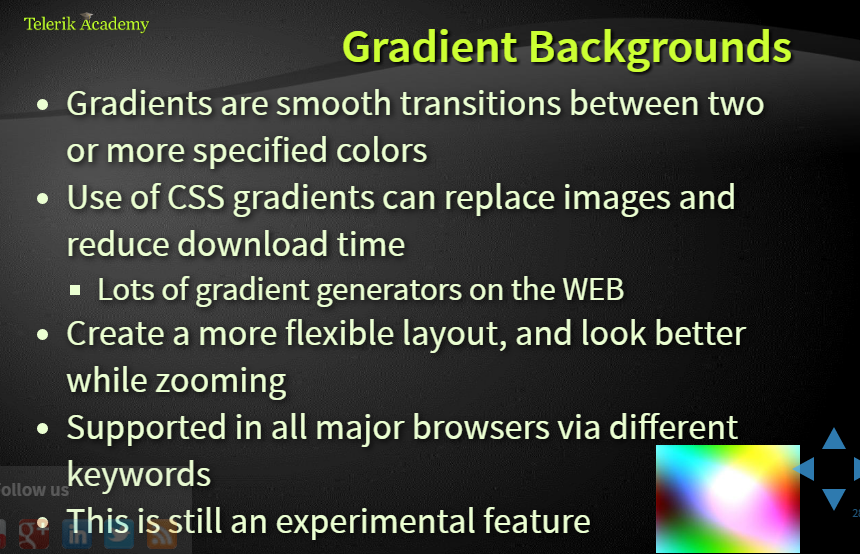 Telerik Academy
Gradient Backgrounds
• Gradients are smooth transitions between two
or more specified colors
• Use of CSS gradients can replace images and
reduce download time
▪ Lots of gradient generators on the WEB
• Create a more flexible layout, and look better
while zooming
• Supported in all major browsers via different
keywords
ollow us
• This is still an experimental feature